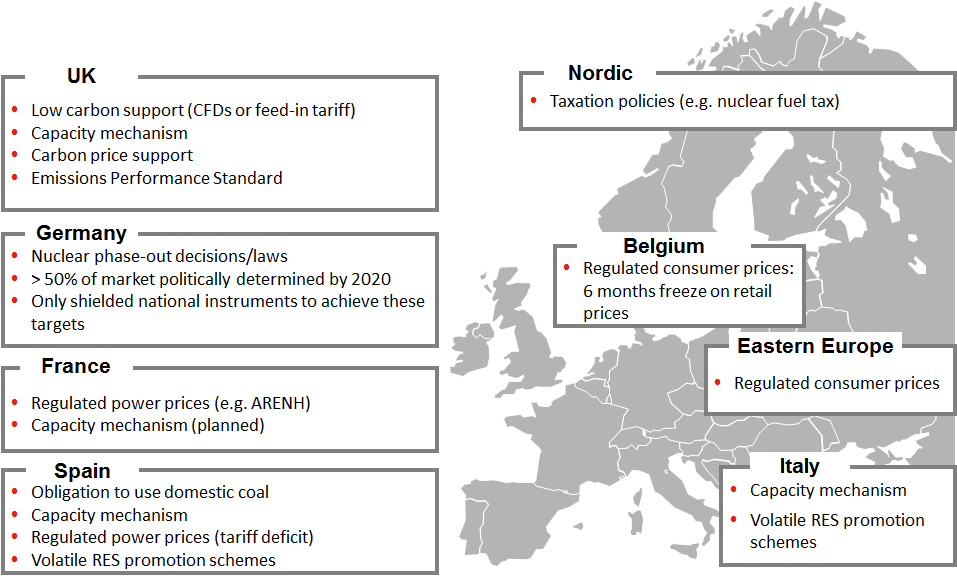 UK
• Low carbon support (CFDs or feed-in tariff)
• Capacity mechanism
• Carbon price support
• Emissions Performance Standard
Germany
• Nuclear phase-out decisions/laws
• > 50% of market politically determined by 2020
• Only shielded national instruments to achieve these
targets
France
• Regulated power prices (e.g. ARENH)
• Capacity mechanism (planned)
Spain
• Obligation to use domestic coal
• Capacity mechanism
• Regulated power prices (tariff deficit)
• Volatile RES promotion schemes
Nordic
• Taxation policies (e.g. nuclear fuel tax)
Belgium
• Regulated consumer prices:
6 months freeze on retail
prices
Eastern Europe
• Regulated consumer prices
Italy
• Capacity mechanism
• Volatile RES promotion
schemes